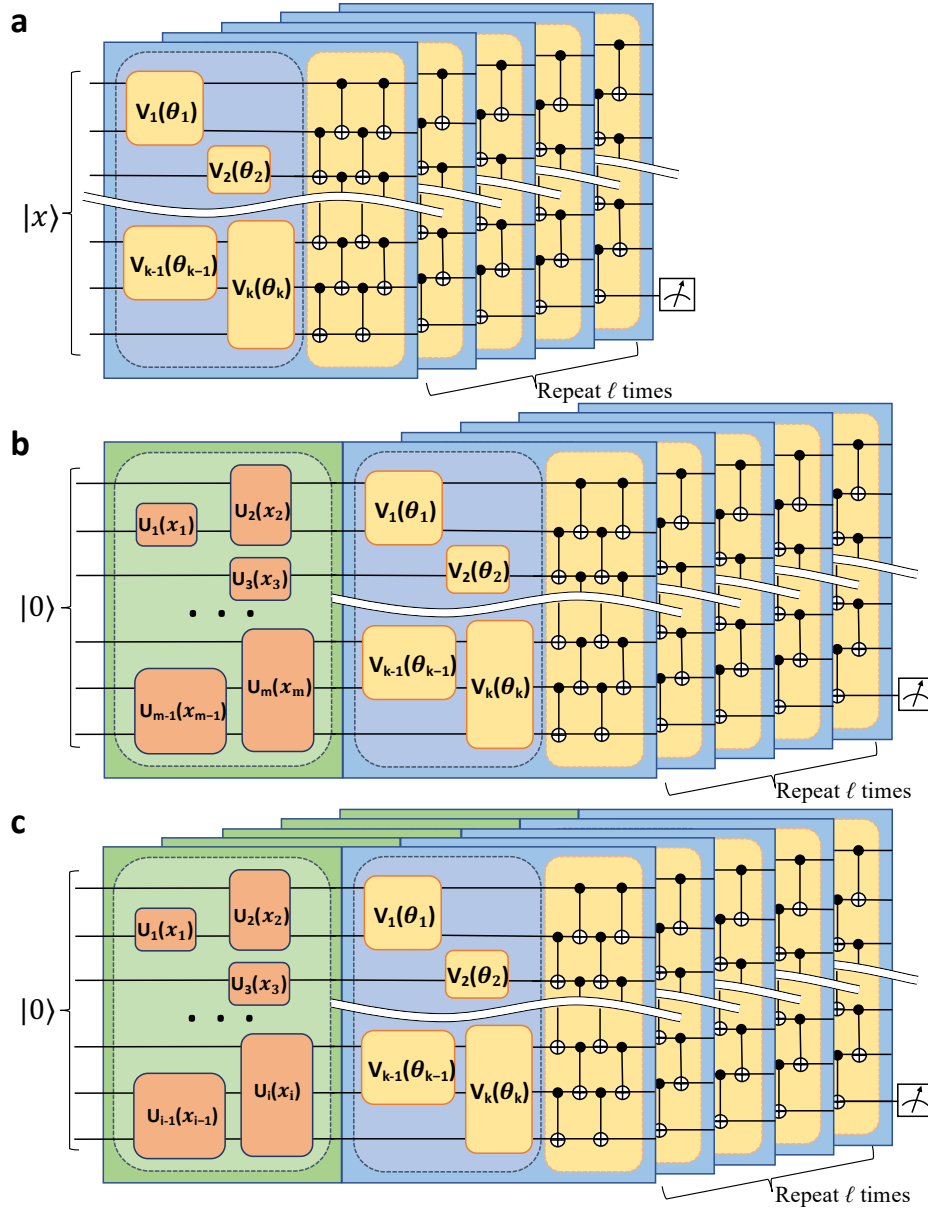 a
V₁(θ₁)
V₂(θ₂)
|x⟩
Vₖ₋₁(θₖ₋₁)
Vₖ(θₖ)
Repeat ℓ times
b
U₁(x₁)
U₂(x₂)
V₁(θ₁)
U₃(x₃)
V₂(θ₂)
|0⟩
. . .
Uₘ₋₁(xₘ₋₁)
Uₘ(xₘ)
Vₖ₋₁(θₖ₋₁)
Vₖ(θₖ)
Repeat ℓ times
c
U₁(x₁)
U₂(x₂)
V₁(θ₁)
U₃(x₃)
V₂(θ₂)
|0⟩
. . .
Uᵢ₋₁(xᵢ₋₁)
Uᵢ(xᵢ)
Vₖ₋₁(θₖ₋₁)
Vₖ(θₖ)
Repeat ℓ times